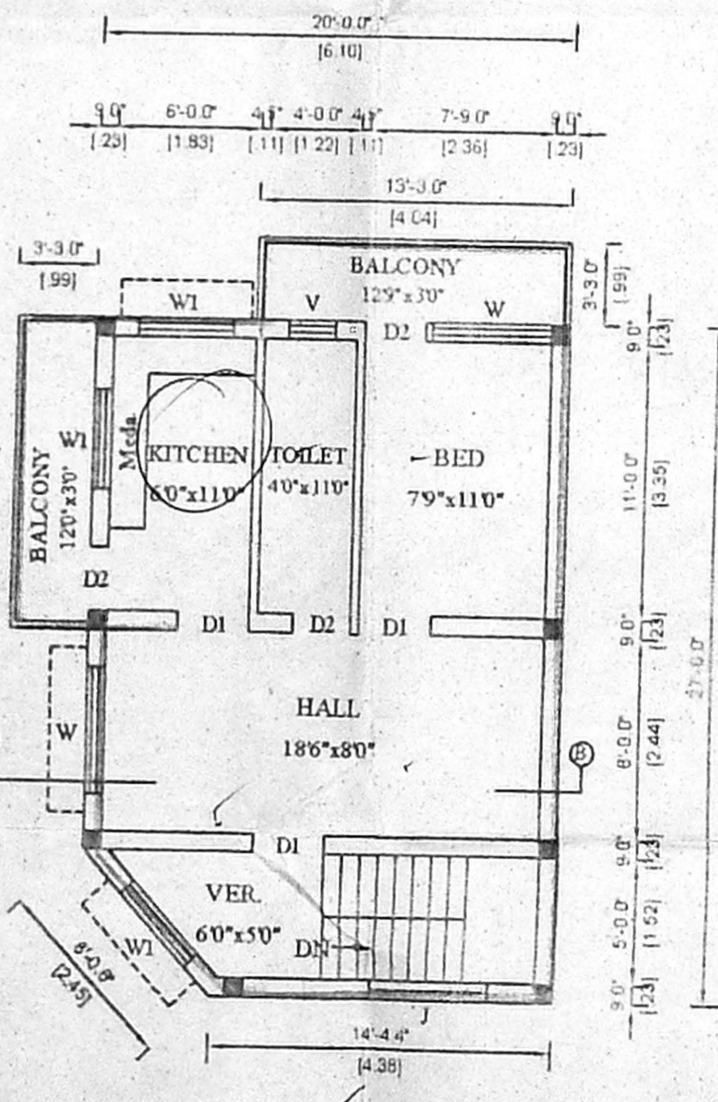 20'-0.0"
[6.10]
9.0" 6'-0.0" 4.5" 4'-0.0" 4.5" 7'-9.0" 9.0"
[.23] [1.83] [.11] [1.22] [.11] [2.36] [.23]
13'-3.0"
[4.04]
3'-3.0"
[.99]
BALCONY
12'9"x3'0"
3'-3.0"
[.99]
W1 V W
D2
9.0"
[.23]
BALCONY
12'0"x3'0"
W1
Meda
KITCHEN
6'0"x11'0"
TOILET
4'0"x11'0"
BED
7'9"x11'0"
11'-0.0"
[3.35]
D2
D1 D2 D1
9.0"
[.23]
27'-0.0"
HALL
18'6"x8'0"
W
B
8'-0.0"
[2.44]
D1
9.0"
[.23]
VER.
6'0"x5'0"
DN
W1
8'-0.6"
[2.45]
5'-0.0"
[1.52]
9.0"
[.23]
J
14'-4.4"
[4.38]